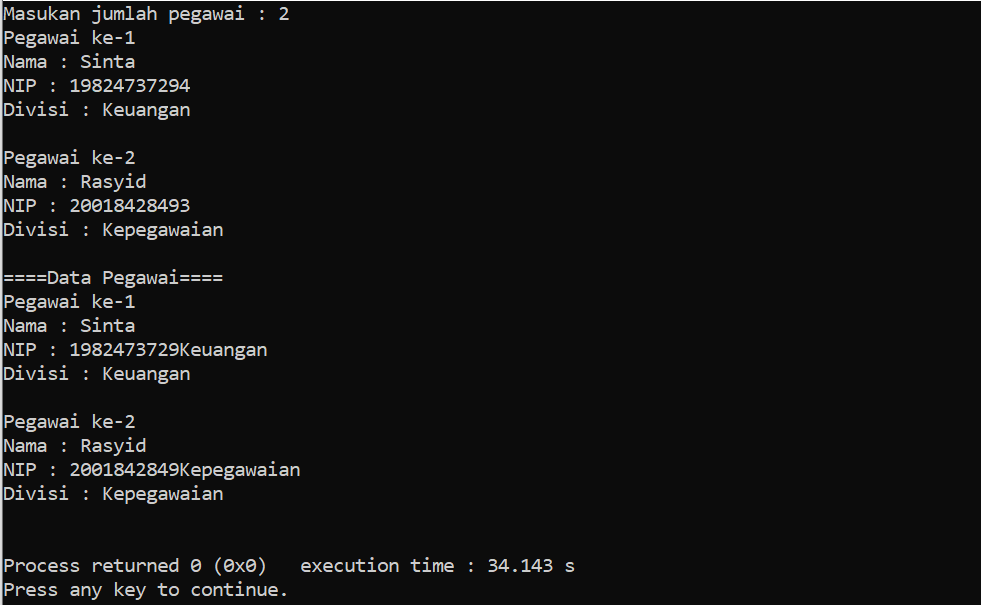 Masukan jumlah pegawai : 2
Pegawai ke-1
Nama : Sinta
NIP : 19824737294
Divisi : Keuangan
Pegawai ke-2
Nama : Rasyid
NIP : 20018428493
Divisi : Kepegawaian
====Data Pegawai====
Pegawai ke-1
Nama : Sinta
NIP : 1982473729Keuangan
Divisi : Keuangan
Pegawai ke-2
Nama : Rasyid
NIP : 2001842849Kepegawaian
Divisi : Kepegawaian
Process returned 0 (0x0)   execution time : 34.143 s
Press any key to continue.